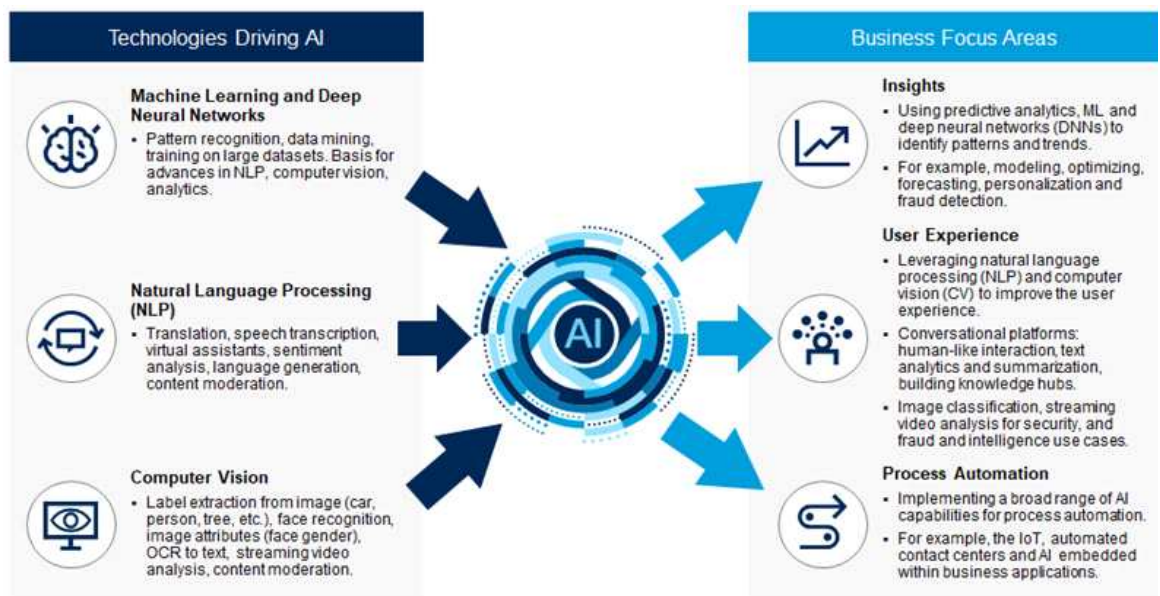 Technologies Driving AI
Machine Learning and Deep
Neural Networks
▪ Pattern recognition, data mining,
training on large datasets. Basis for
advances in NLP, computer vision,
analytics.
Natural Language Processing
(NLP)
▪ Translation, speech transcription,
virtual assistants, sentiment
analysis, language generation,
content moderation.
Computer Vision
▪ Label extraction from image (car,
person, tree, etc.), face recognition,
image attributes (face gender),
OCR to text, streaming video
analysis, content moderation.
AI
Business Focus Areas
Insights
▪ Using predictive analytics, ML and
deep neural networks (DNNs) to
identify patterns and trends.
▪ For example, modeling, optimizing,
forecasting, personalization and
fraud detection.
User Experience
▪ Leveraging natural language
processing (NLP) and computer
vision (CV) to improve the user
experience.
▪ Conversational platforms:
human-like interaction, text
analytics and summarization,
building knowledge hubs.
▪ Image classification, streaming
video analysis for security, and
fraud and intelligence use cases.
Process Automation
▪ Implementing a broad range of AI
capabilities for process automation.
▪ For example, the IoT, automated
contact centers and AI embedded
within business applications.